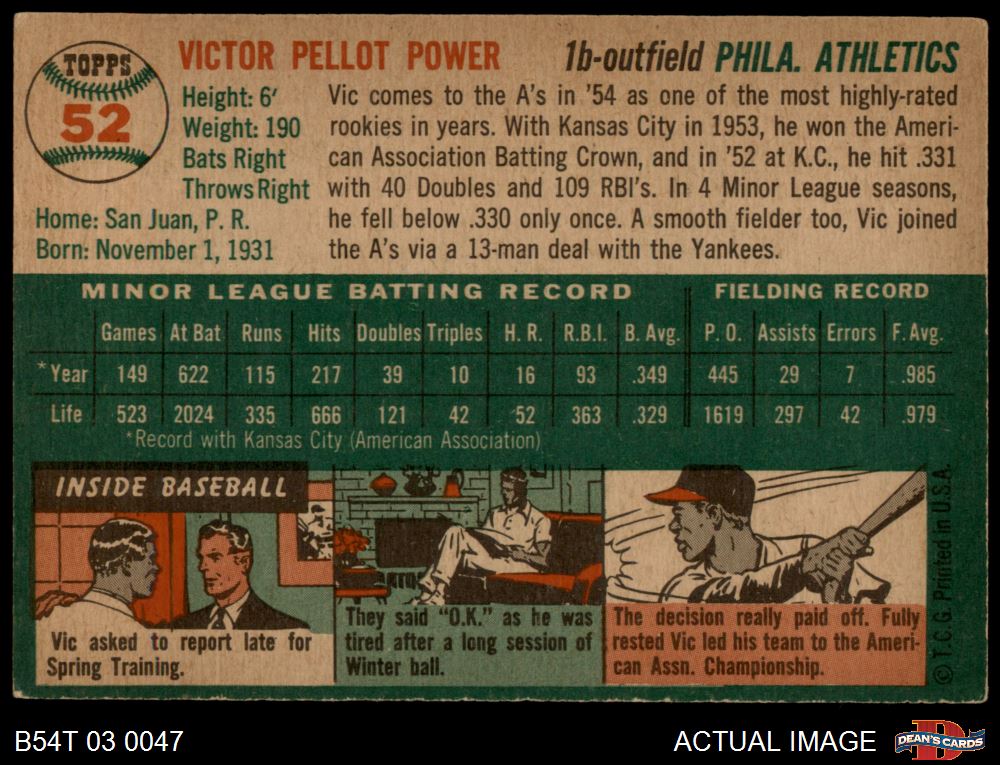 TOPPS
52
VICTOR PELLOT POWER 1b-outfield PHILA. ATHLETICS
Height: 6'
Weight: 190
Bats Right
Throws Right
Home: San Juan, P. R.
Born: November 1, 1931
Vic comes to the A's in '54 as one of the most highly-rated
rookies in years. With Kansas City in 1953, he won the Ameri-
can Association Batting Crown, and in '52 at K.C., he hit .331
with 40 Doubles and 109 RBI's. In 4 Minor League seasons,
he fell below .330 only once. A smooth fielder too, Vic joined
the A's via a 13-man deal with the Yankees.
MINOR LEAGUE BATTING RECORD FIELDING RECORD
Games At Bat Runs Hits Doubles Triples H. R. R.B.I. B. Avg. P. O. Assists Errors F. Avg.
*Year 149 622 115 217 39 10 16 93 .349 445 29 7 .985
Life 523 2024 335 666 121 42 52 363 .329 1619 297 42 .979
*Record with Kansas City (American Association)
INSIDE BASEBALL
Vic asked to report late for
Spring Training.
They said "O.K." as he was
tired after a long session of
Winter ball.
The decision really paid off. Fully
rested Vic led his team to the Ameri-
can Assn. Championship.
© T.C.G. Printed in U.S.A.
B54T 03 0047 ACTUAL IMAGE
DEAN'S CARDS